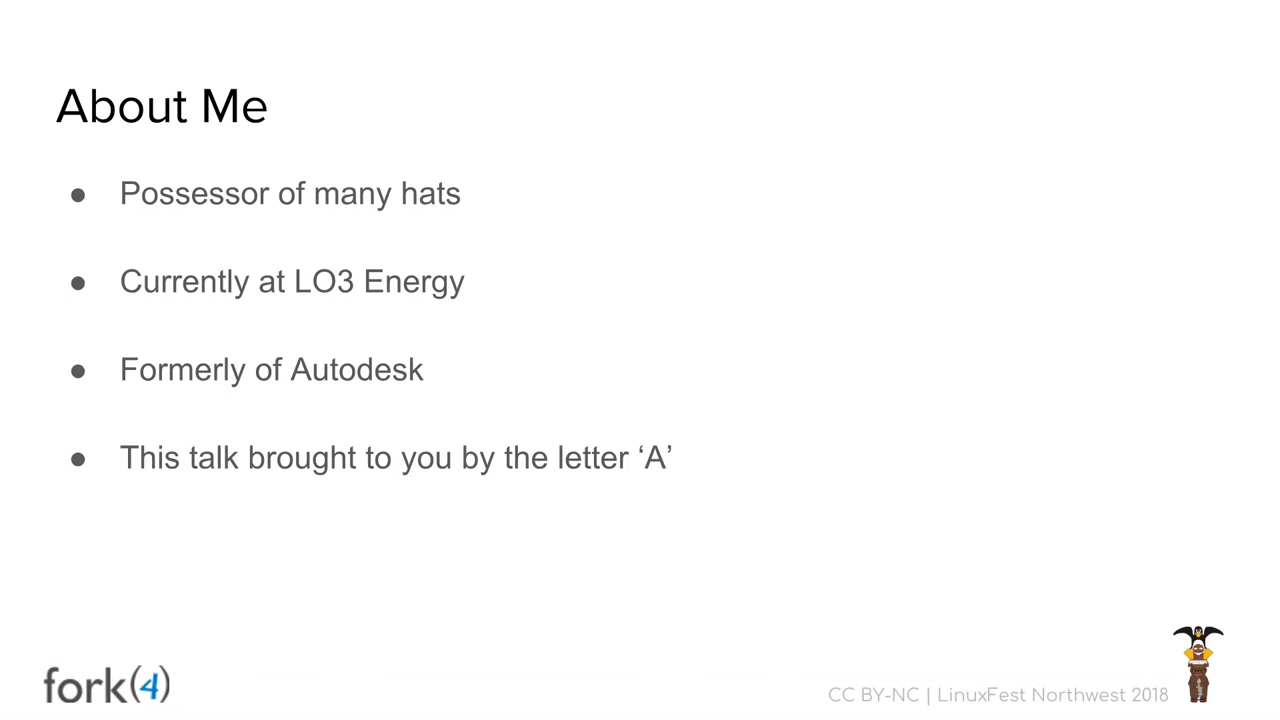 About Me
● Possessor of many hats
● Currently at LO3 Energy
● Formerly of Autodesk
● This talk brought to you by the letter ‘A’
fork(4)
CC BY-NC | LinuxFest Northwest 2018